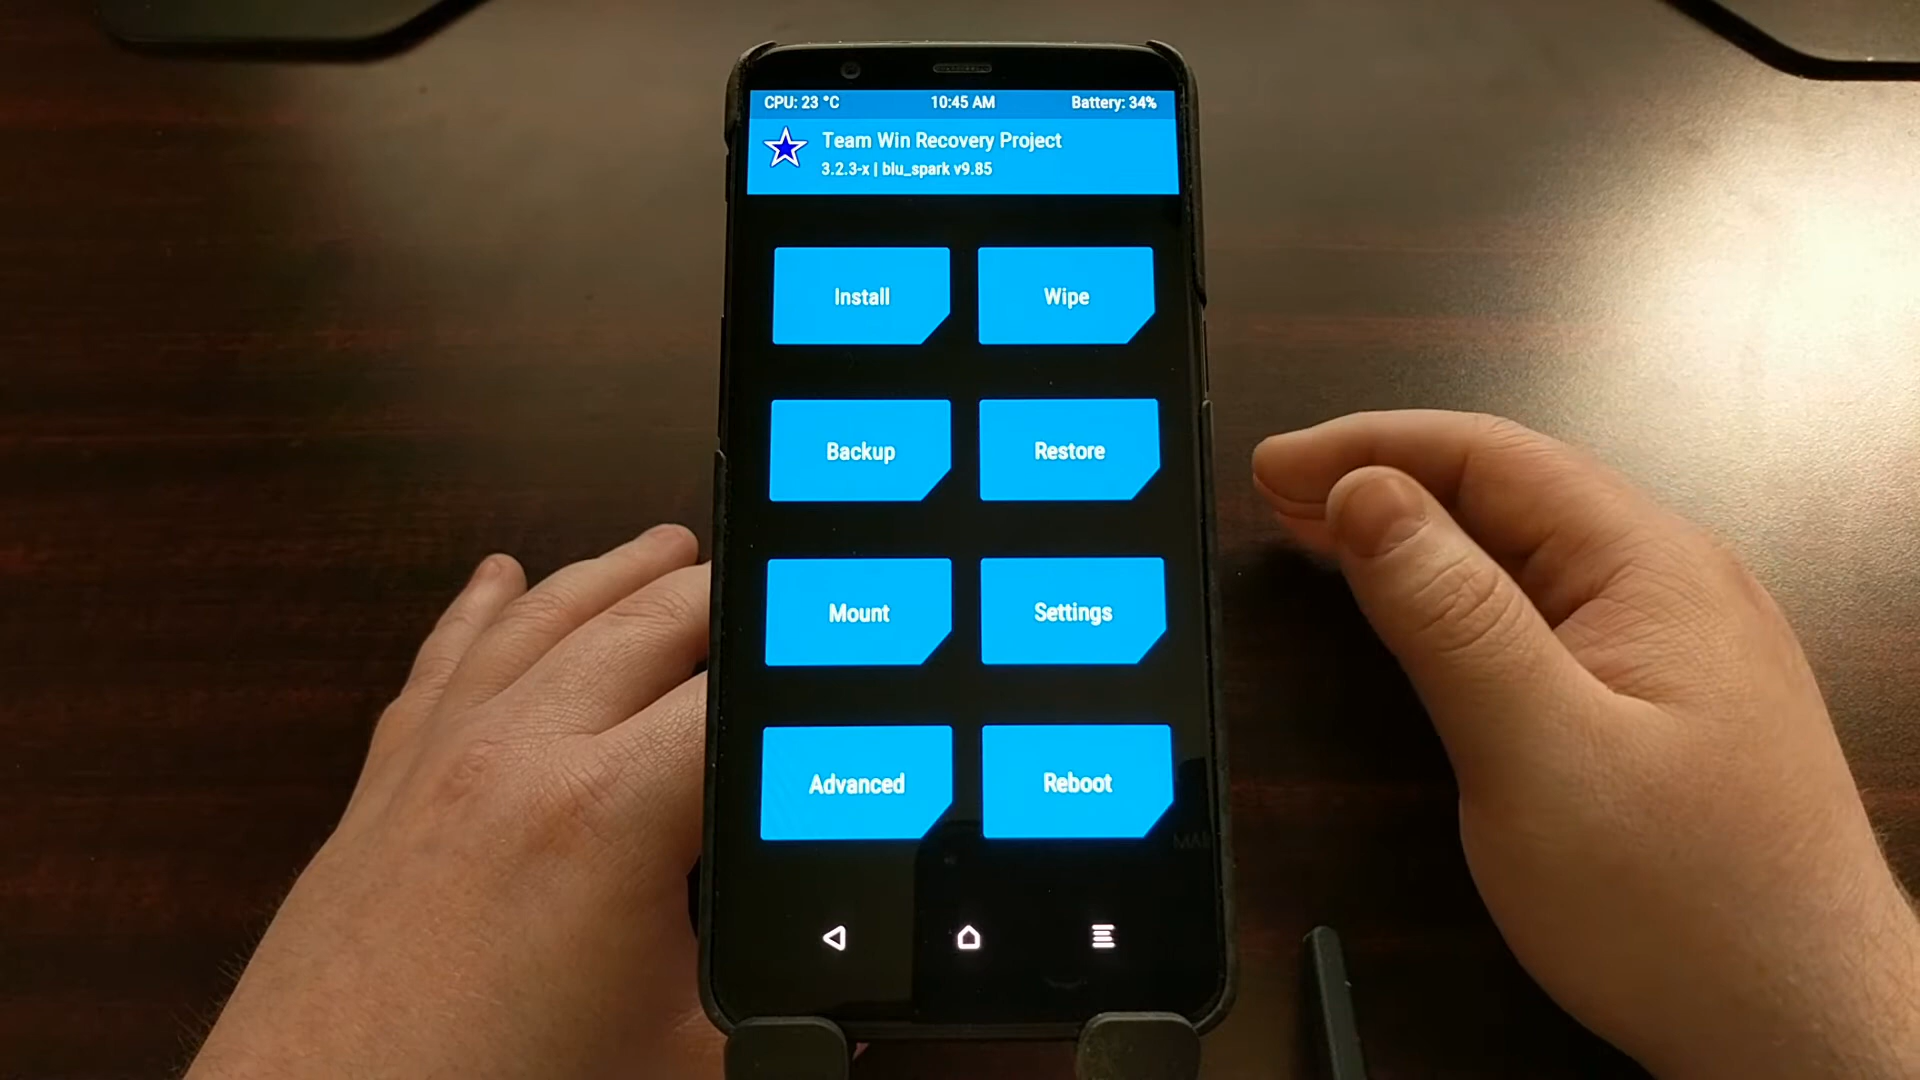 CPU: 23 °C 10:45 AM Battery: 34%
Team Win Recovery Project
3.2.3-x | blu_spark v9.85
Install Wipe
Backup Restore
Mount Settings
Advanced Reboot